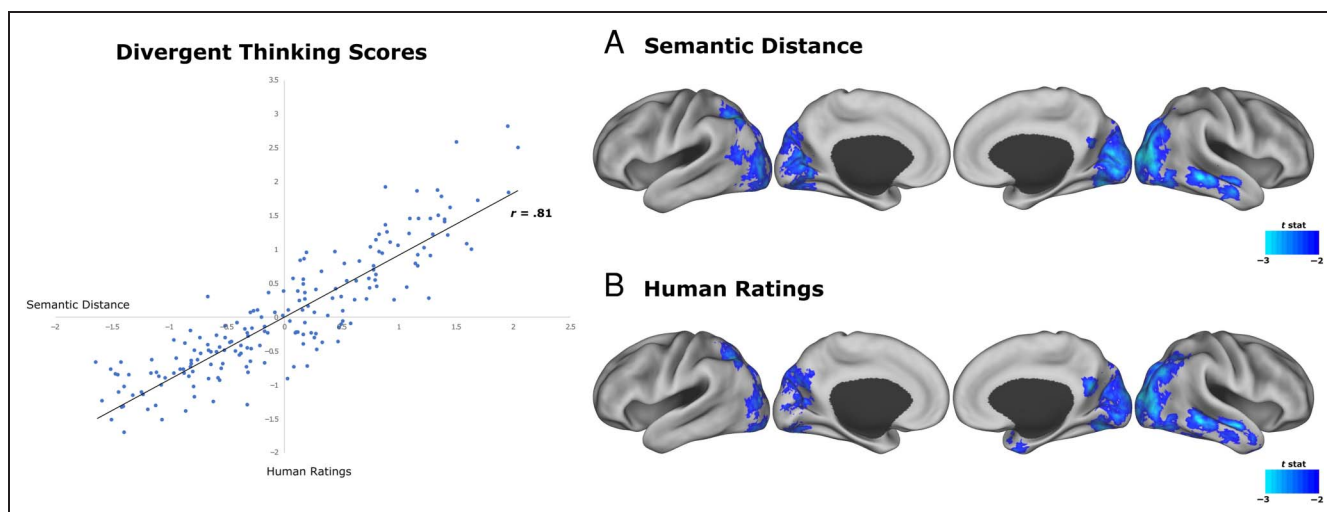 Divergent Thinking Scores
3.5
3
2.5
2
1.5
r = .81
1
0.5
Semantic Distance
0
−2 −1.5 −1 −0.5 0 0.5 1 1.5 2 2.5
−0.5
−1
−1.5
−2
Human Ratings
A Semantic Distance
t stat
−3 −2
B Human Ratings
t stat
−3 −2